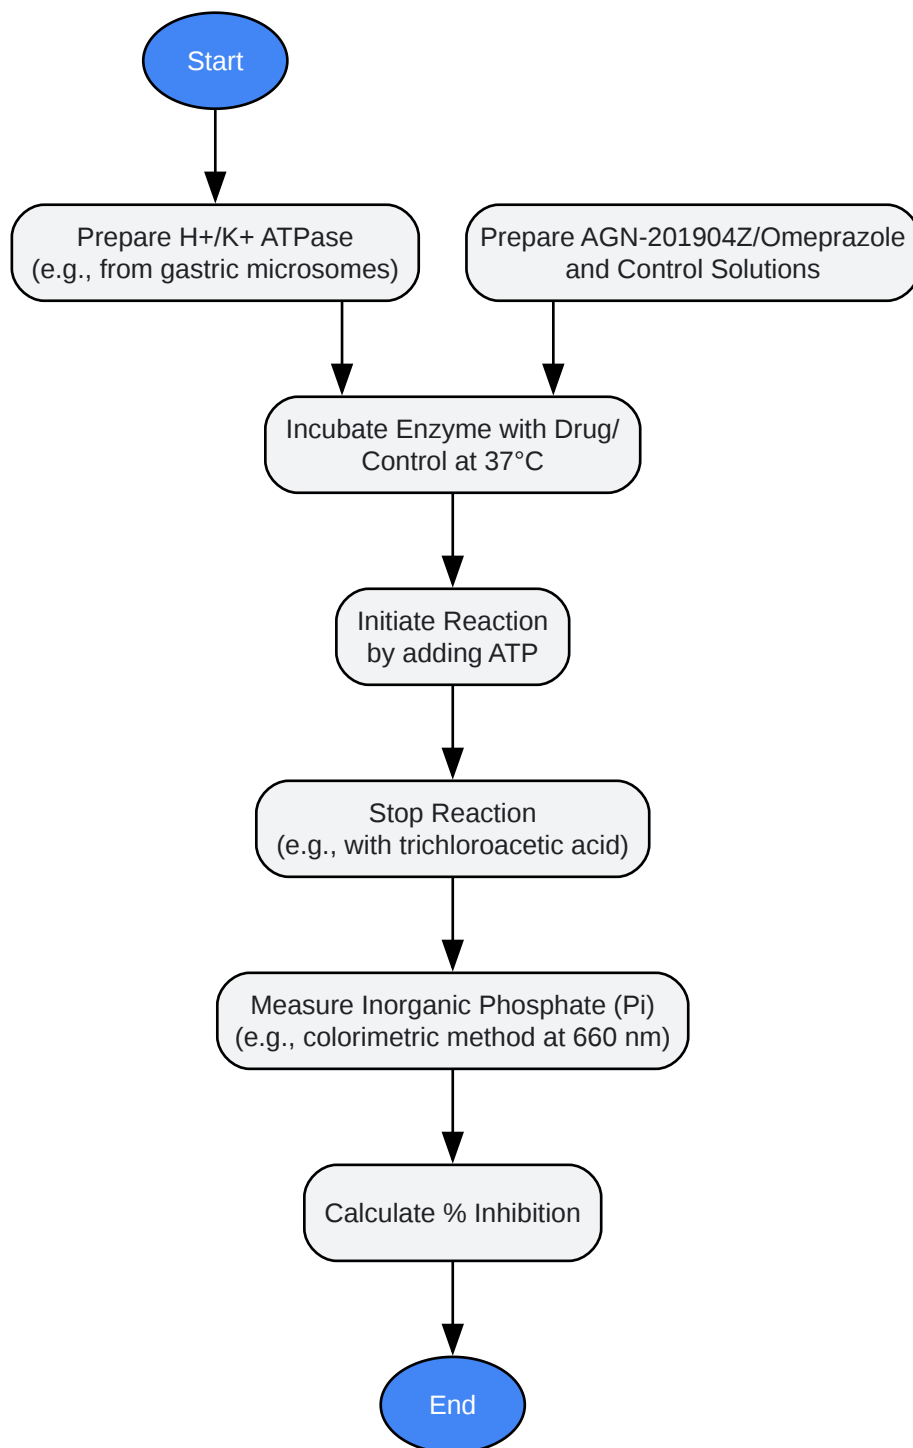 Start
Prepare H+/K+ ATPase
(e.g., from gastric microsomes)
Prepare AGN-201904Z/Omeprazole
and Control Solutions
Incubate Enzyme with Drug/
Control at 37°C
Initiate Reaction
by adding ATP
Stop Reaction
(e.g., with trichloroacetic acid)
Measure Inorganic Phosphate (Pi)
(e.g., colorimetric method at 660 nm)
Calculate % Inhibition
End